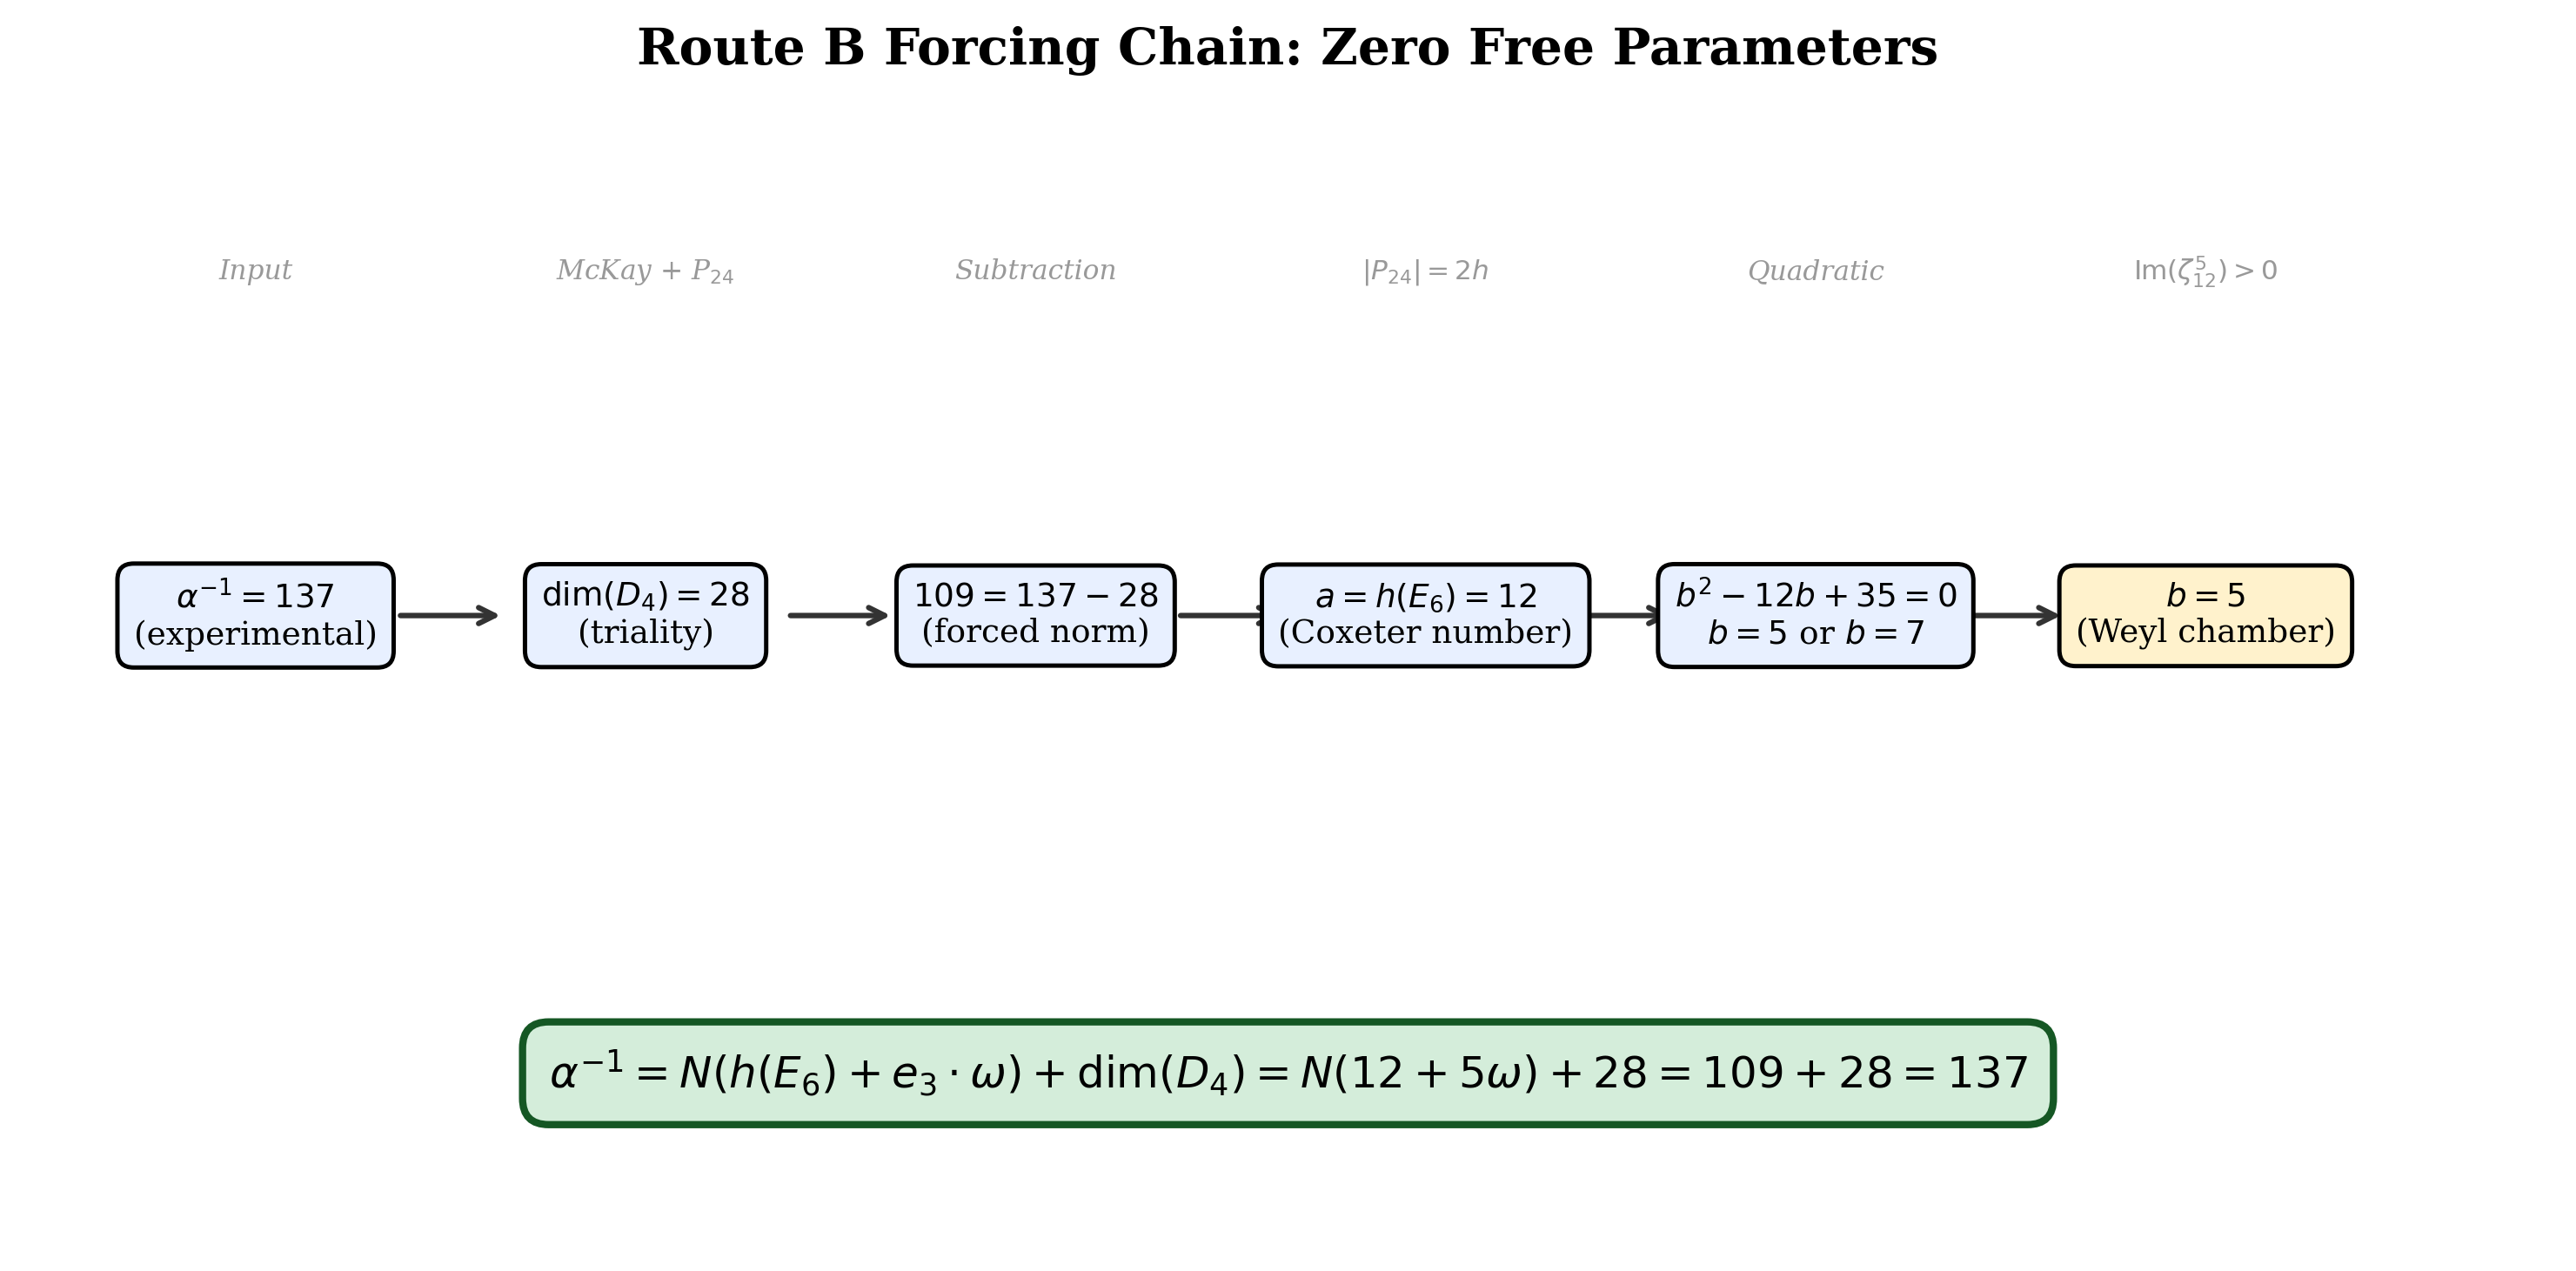 Route B Forcing Chain: Zero Free Parameters
Input
McKay + P₂₄
Subtraction
|P₂₄| = 2h
Quadratic
Im(ζ₁₂⁵) > 0
α⁻¹ = 137
(experimental)
dim(D₄) = 28
(triality)
109 = 137 − 28
(forced norm)
a = h(E₆) = 12
(Coxeter number)
b² − 12b + 35 = 0
b = 5 or b = 7
b = 5
(Weyl chamber)
α⁻¹ = N(h(E₆) + e₃ · ω) + dim(D₄) = N(12 + 5ω) + 28 = 109 + 28 = 137